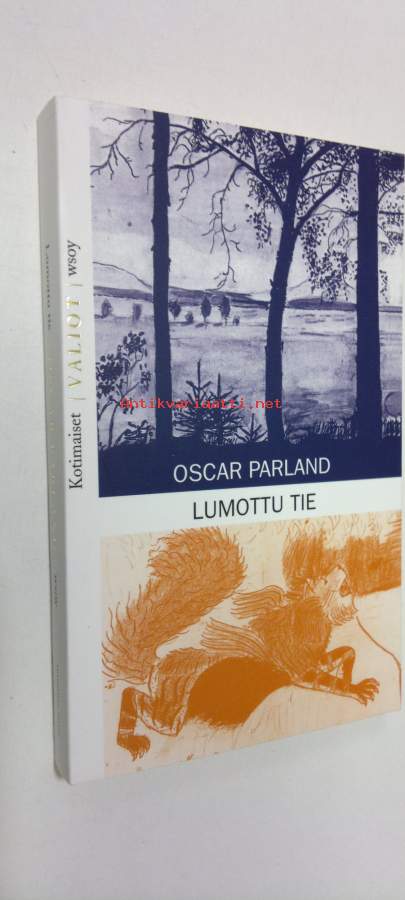 Kotimaiset | VALIOT | wsoy
antikvariaatti.net
OSCAR PARLAND
LUMOTTU TIE